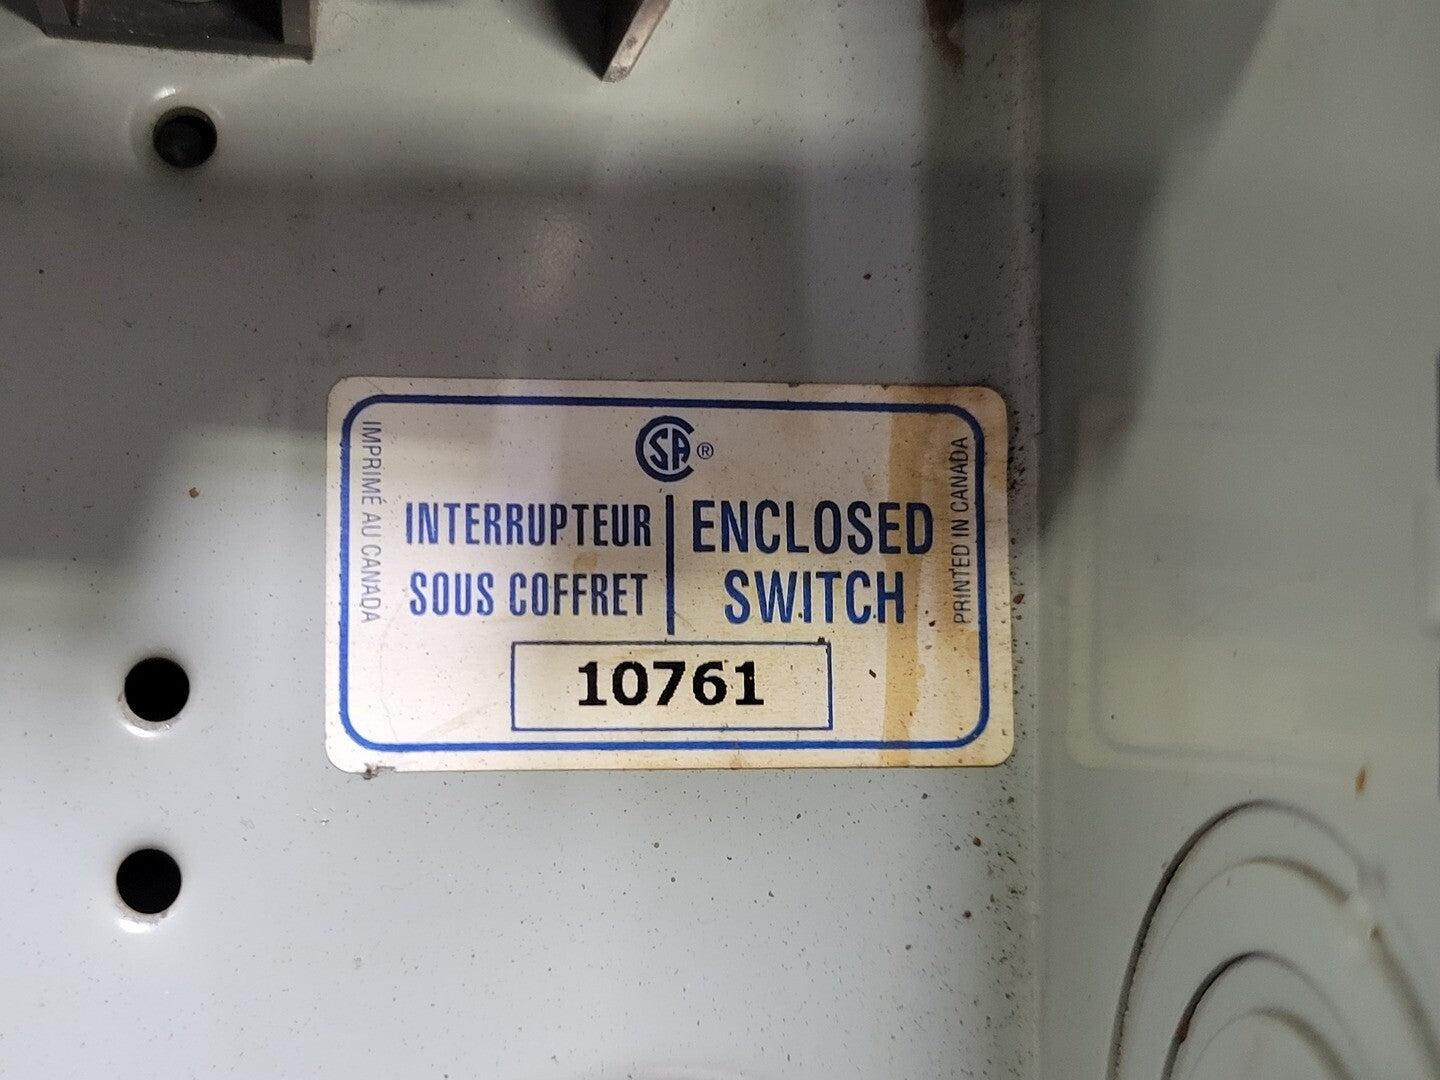 CSA ®
INTERRUPTEUR
SOUS COFFRET
ENCLOSED
SWITCH
10761
IMPRIMÉ AU CANADA
PRINTED IN CANADA